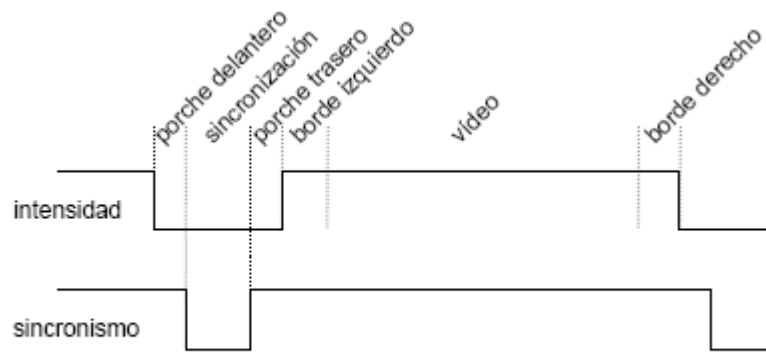 porche delantero
sincronización
porche trasero
borde izquierdo
vídeo
borde derecho
intensidad
sincronismo